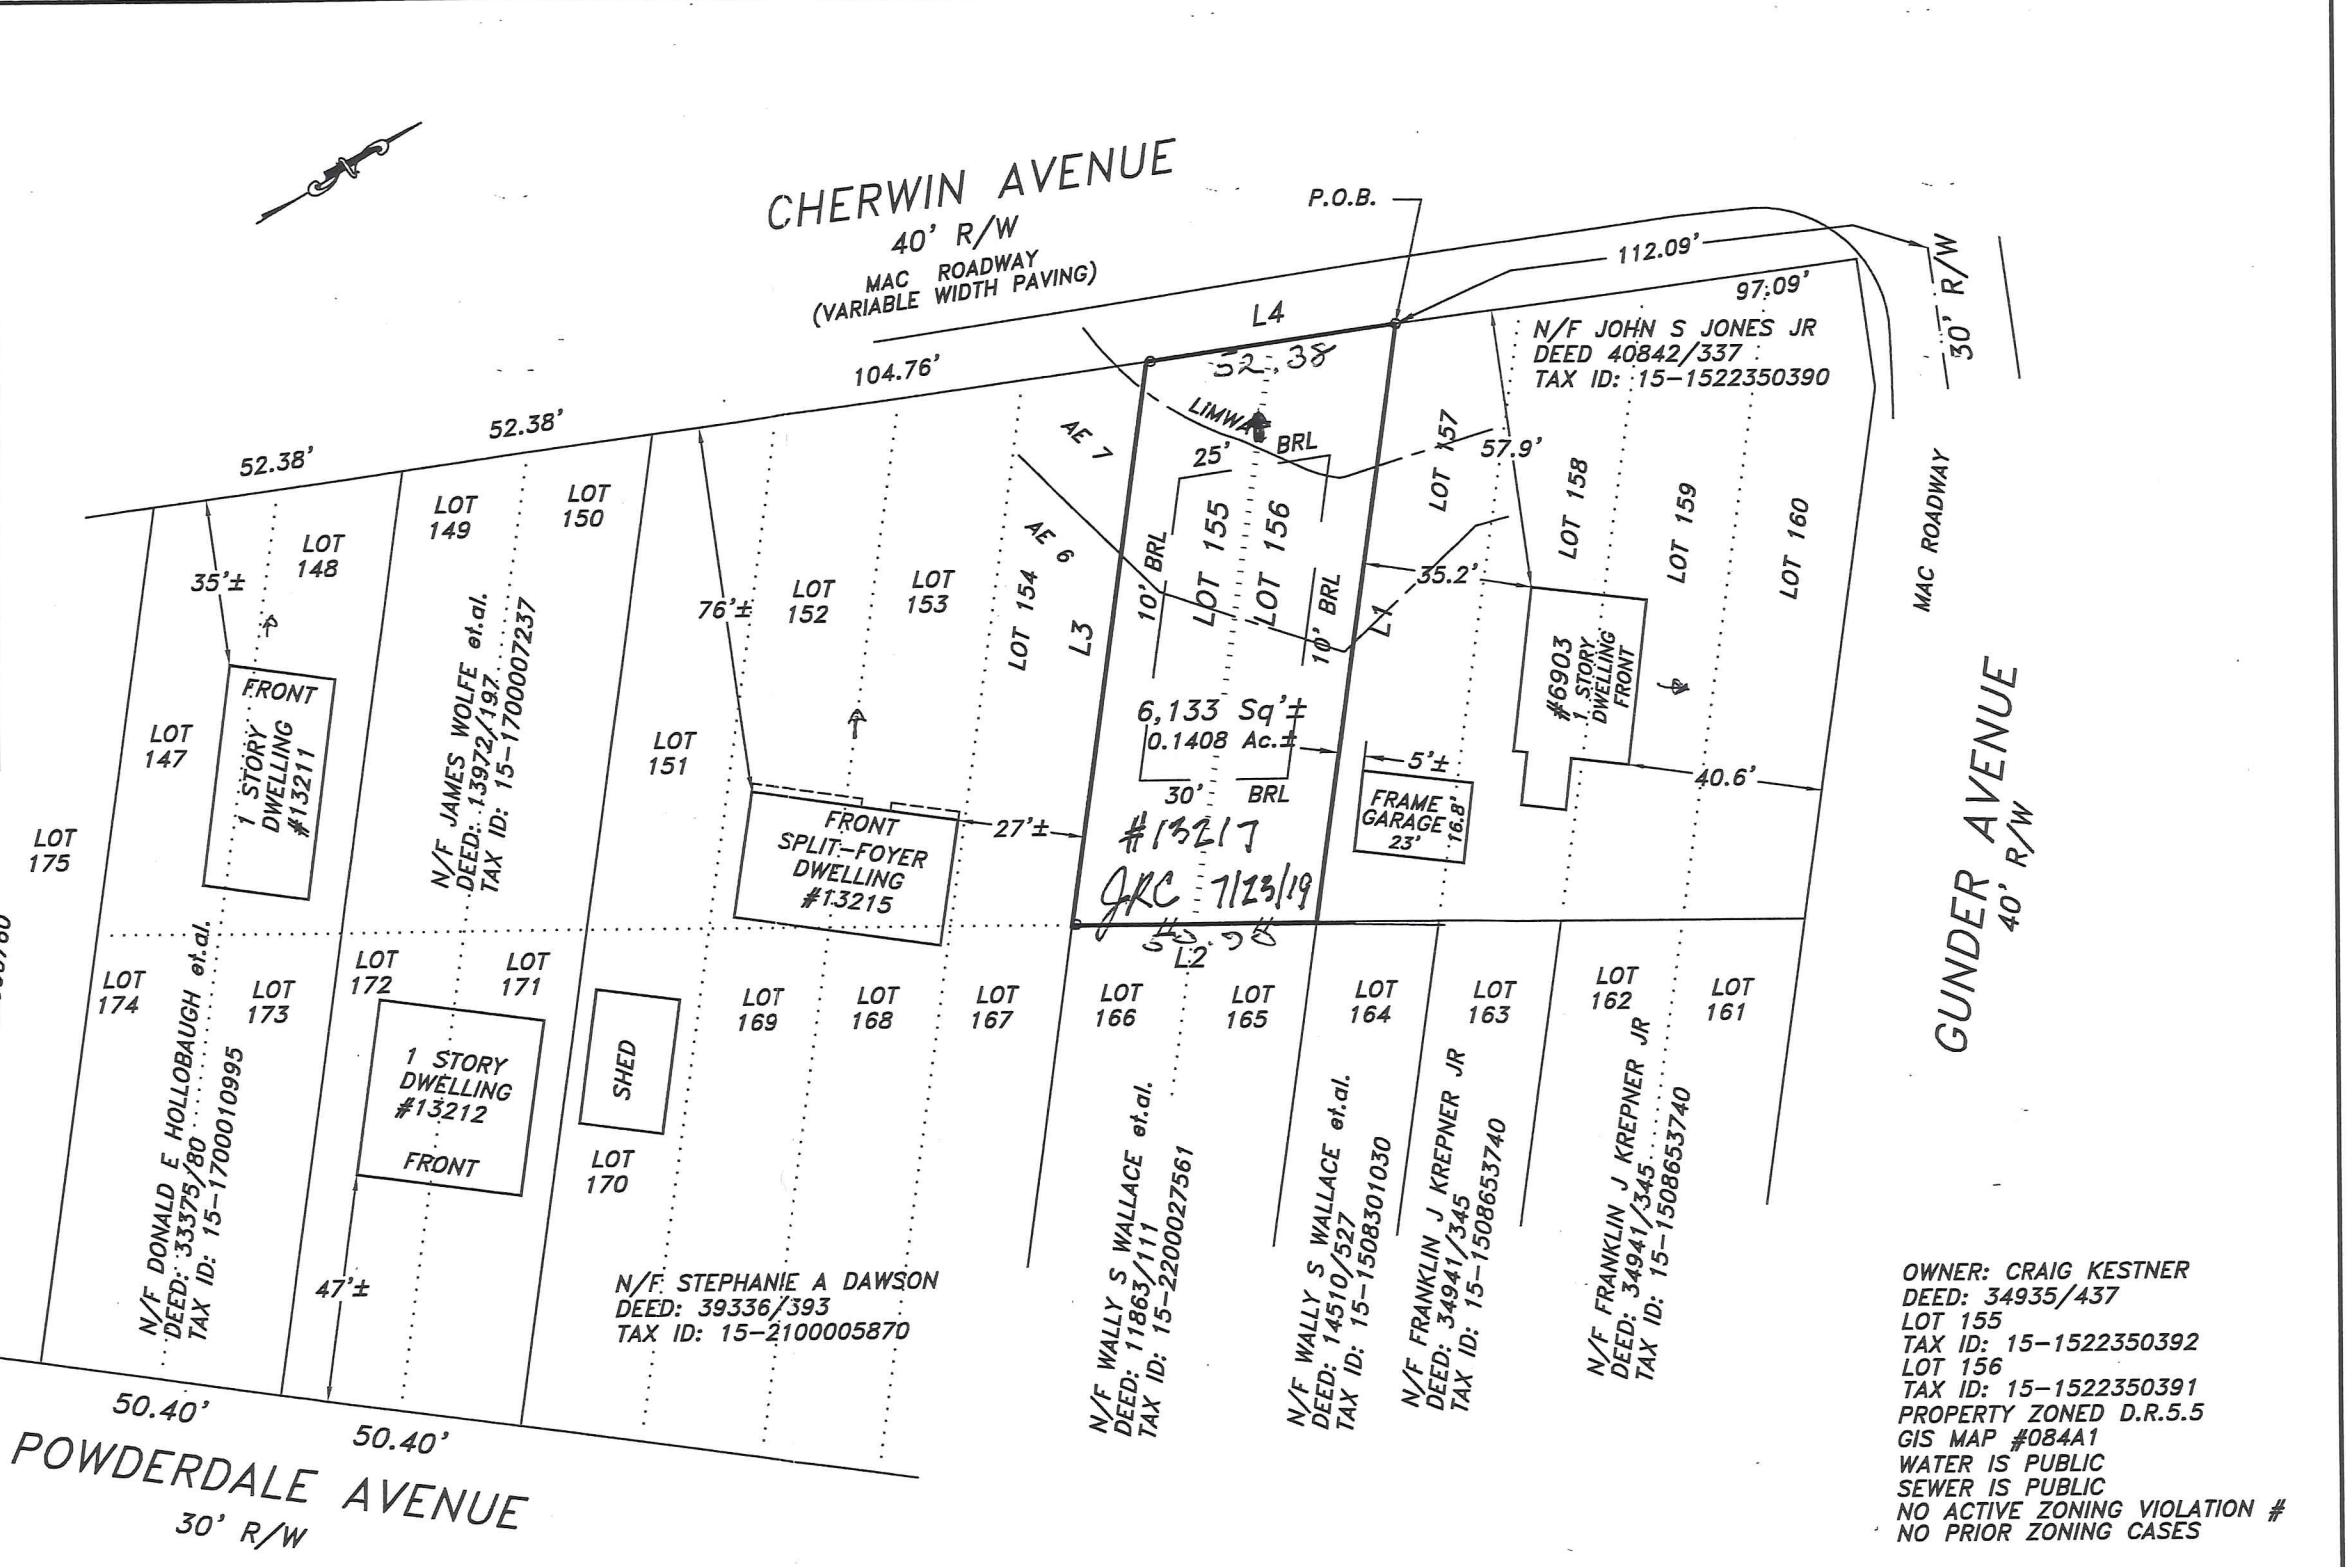 CHERWIN AVENUE
40' R/W
MAC ROADWAY
(VARIABLE WIDTH PAVING)
P.O.B.
112.09'
97.09'
30' R/W
L4
52.38
104.76'
52.38'
52.38'
N/F JOHN S JONES JR
DEED 40842/337
TAX ID: 15-1522350390
LIMWA
AE 7
AE 6
25'
BRL
10' BRL
10' BRL
LOT 155
LOT 156
L3
L1
LOT 157
57.9'
LOT 158
LOT 159
LOT 160
35.2'
MAC ROADWAY
GUNDER AVENUE
40' R/W
LOT
147
LOT
148
LOT
149
LOT
150
LOT
151
LOT
152
LOT
153
LOT 154
35'±
76'±
FRONT
1 STORY
DWELLING
#13211
N/F JAMES WOLFE et.al.
DEED: 13972/197
TAX ID: 15-1700007237
FRONT
SPLIT-FOYER
DWELLING
#13215
27'±
6,133 Sq'±
0.1408 Ac.±
30' BRL
#13217
JRC 7/23/19
L2
5'±
FRAME
GARAGE
23'
16.8'
#6903
1 STORY
DWELLING
FRONT
40.6'
LOT
175
LOT
174
LOT
173
LOT
172
LOT
171
LOT
170
LOT
169
LOT
168
LOT
167
LOT
166
LOT
165
LOT
164
LOT
163
LOT
162
LOT
161
N/F DONALD E HOLLOBAUGH et.al.
DEED: 33375/80
TAX ID: 15-1700010995
1 STORY
DWELLING
#13212
FRONT
47'±
SHED
N/F STEPHANIE A DAWSON
DEED: 39336/393
TAX ID: 15-2100005870
N/F WALLY S WALLACE et.al.
DEED: 11863/111
TAX ID: 15-2200027561
N/F WALLY S WALLACE et.al.
DEED: 14510/527
TAX ID: 15-1508301030
N/F FRANKLIN J KREPNER JR
DEED: 34941/345
TAX ID: 15-1508653740
N/F FRANKLIN J KREPNER JR
DEED: 34941/345
TAX ID: 15-1508653740
50.40'
50.40'
POWDERDALE AVENUE
30' R/W
OWNER: CRAIG KESTNER
DEED: 34935/437
LOT 155
TAX ID: 15-1522350392
LOT 156
TAX ID: 15-1522350391
PROPERTY ZONED D.R.5.5
GIS MAP #084A1
WATER IS PUBLIC
SEWER IS PUBLIC
NO ACTIVE ZONING VIOLATION #
NO PRIOR ZONING CASES